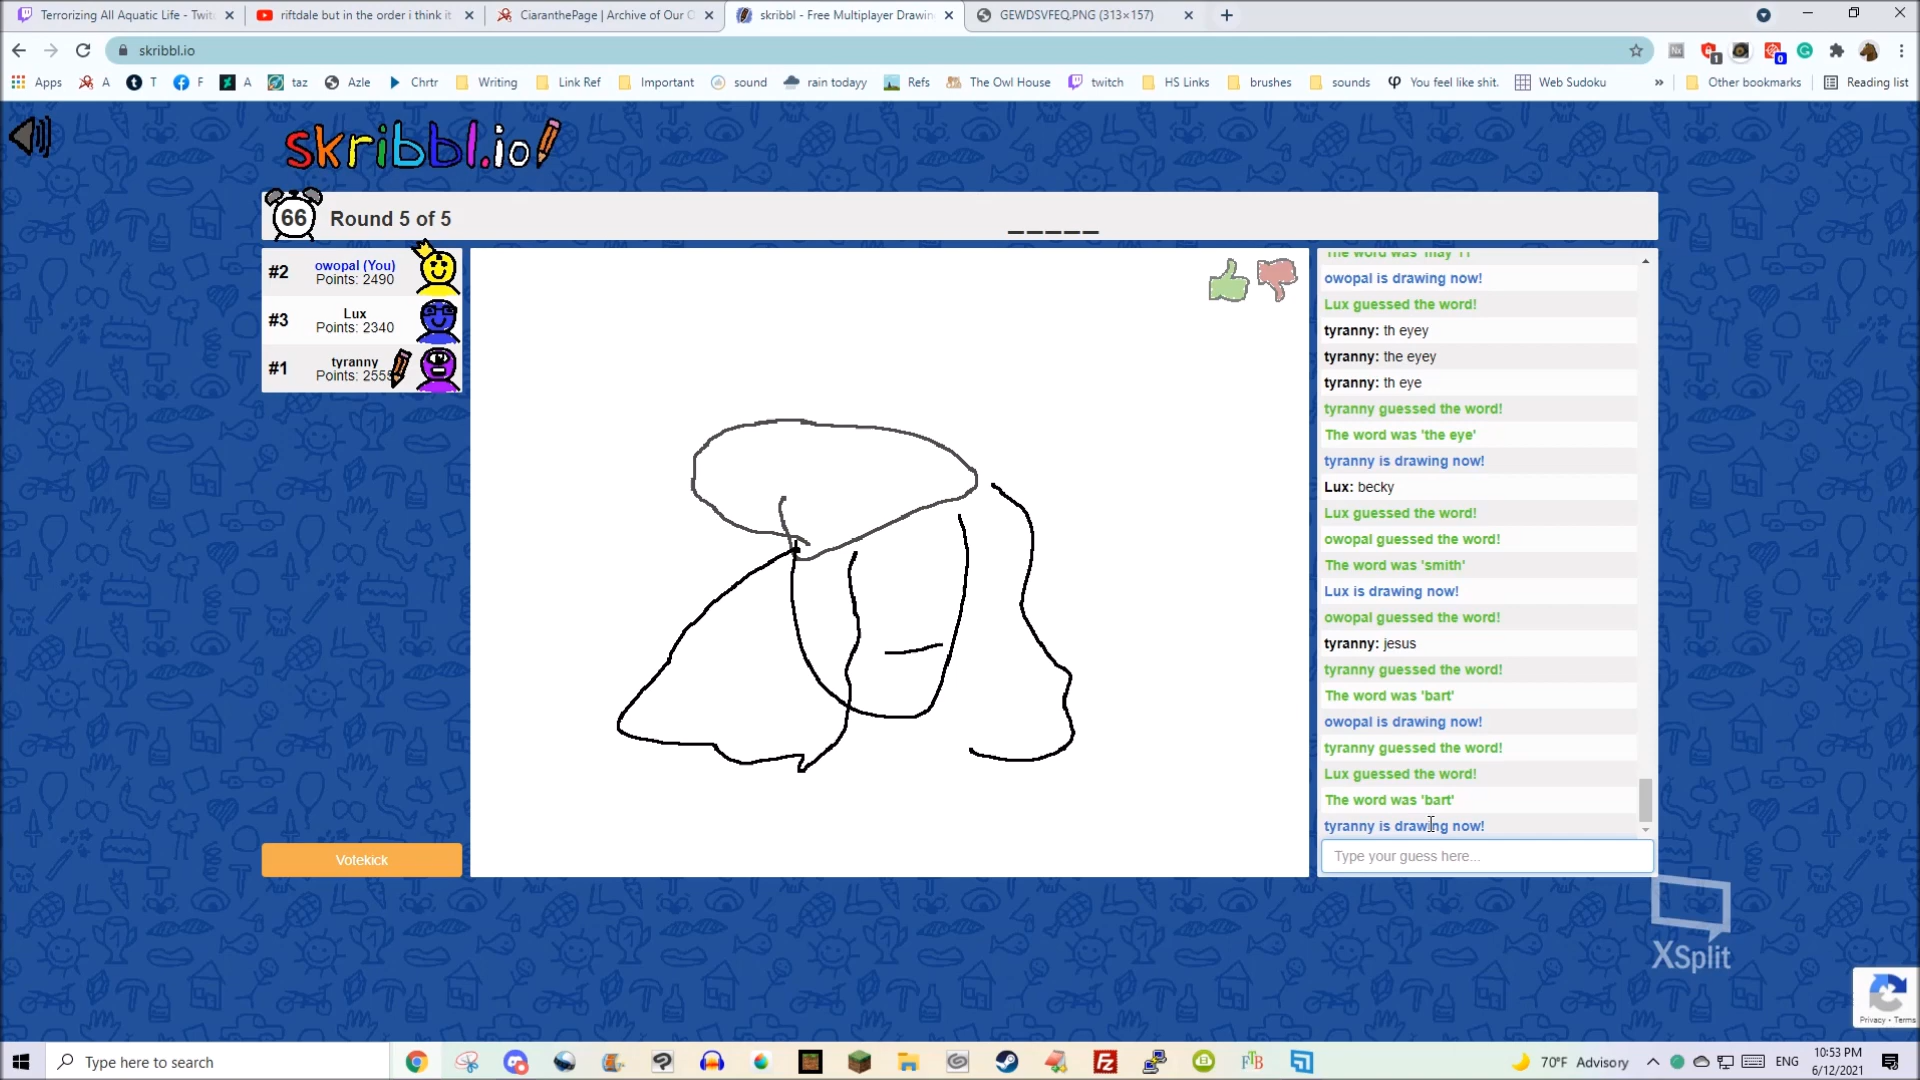 Terrorizing All Aquatic Life - Twit
riftdale but in the order i think it
CiaranthePage | Archive of Our O
skribbl - Free Multiplayer Drawin
GEWDSVFEQ.PNG (313×157)
skribbl.io
Apps
A
T
F
A
taz
Azle
Chrtr
Writing
Link Ref
Important
sound
rain todayy
Refs
The Owl House
twitch
HS Links
brushes
sounds
You feel like shit.
Web Sudoku
»
Other bookmarks
Reading list
skribbl.io
66
Round 5 of 5
_ _ _ _ _
#2
owopal (You)
Points: 2490
#3
Lux
Points: 2340
#1
tyranny
Points: 2555
Votekick
The word was 'may 11'
owopal is drawing now!
Lux guessed the word!
tyranny: th eyey
tyranny: the eyey
tyranny: th eye
tyranny guessed the word!
The word was 'the eye'
tyranny is drawing now!
Lux: becky
Lux guessed the word!
owopal guessed the word!
The word was 'smith'
Lux is drawing now!
owopal guessed the word!
tyranny: jesus
tyranny guessed the word!
The word was 'bart'
owopal is drawing now!
tyranny guessed the word!
Lux guessed the word!
The word was 'bart'
tyranny is drawing now!
Type your guess here...
XSplit
Privacy - Terms
Type here to search
FTB
70°F Advisory
ENG
10:53 PM
6/12/2021